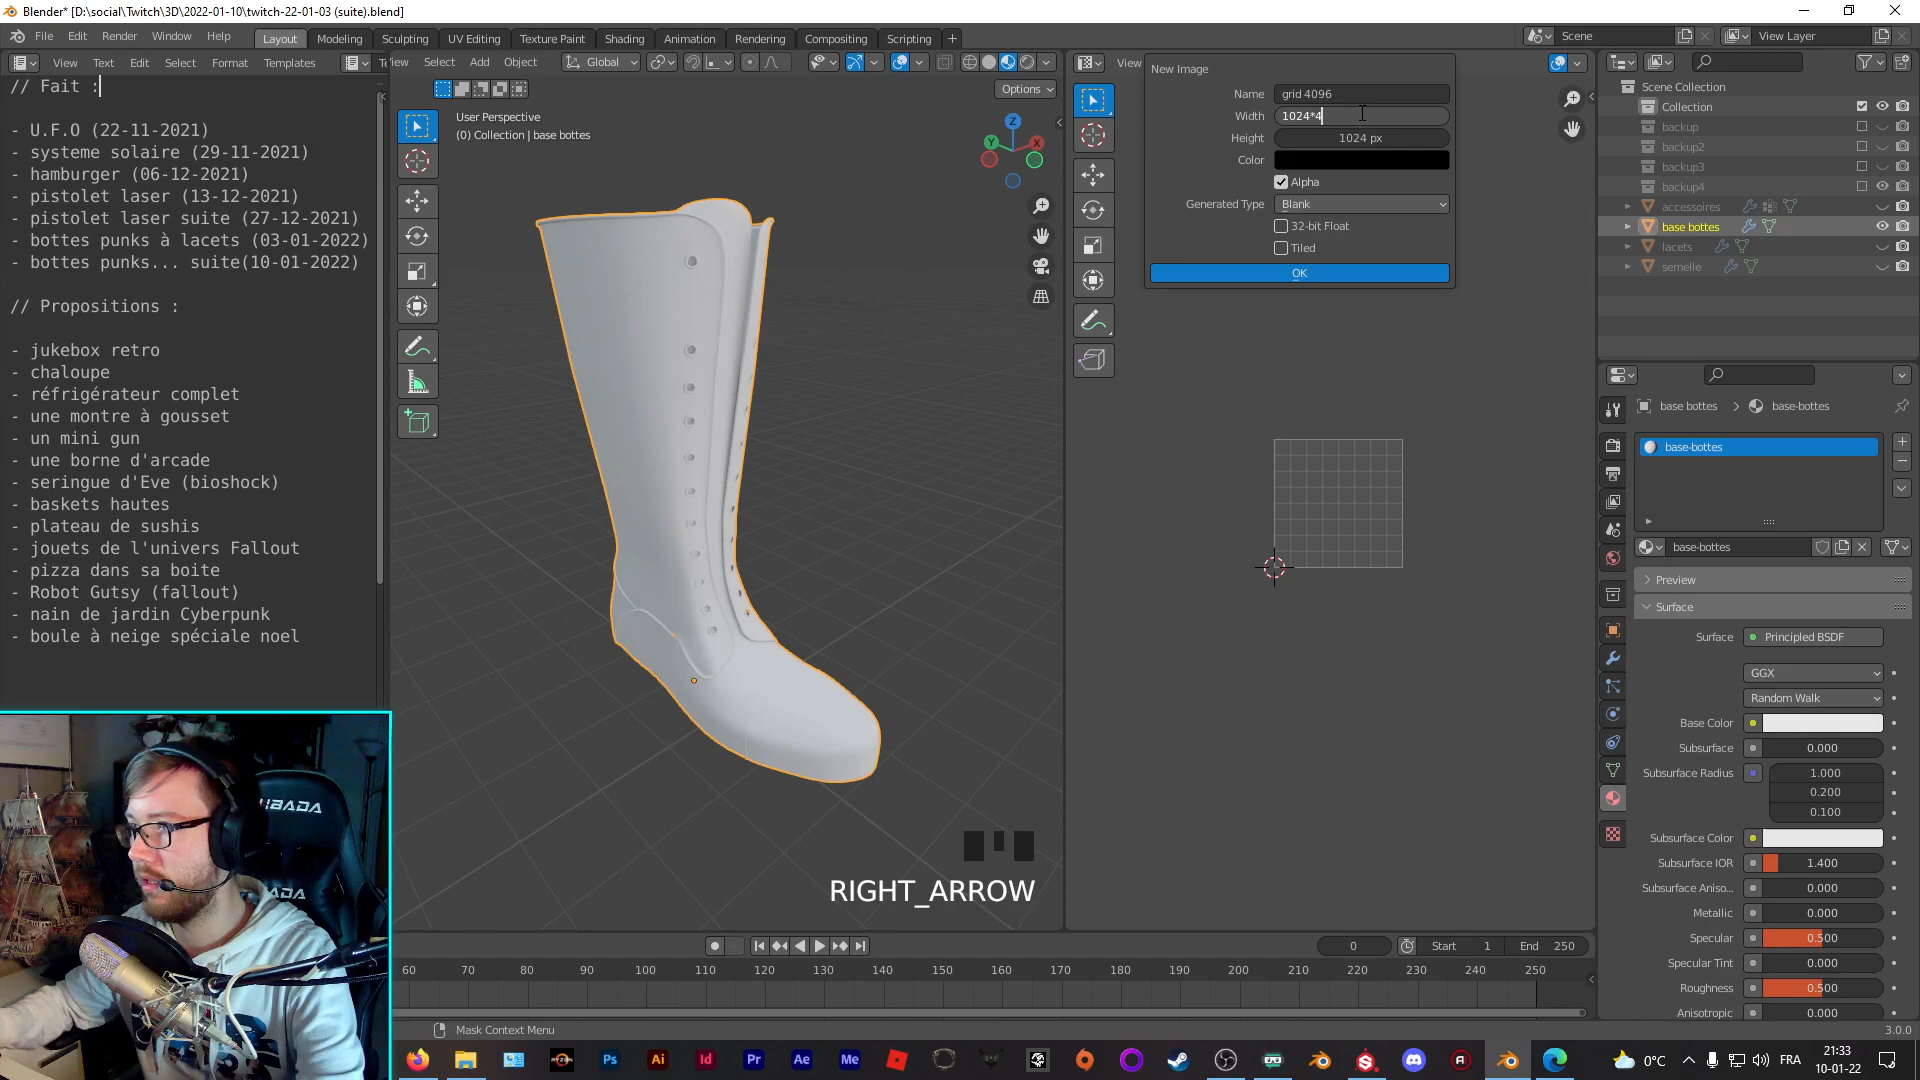 Blender* [D:\social\Twitch\3D\2022-01-10\twitch-22-01-03 (suite).blend]
File Edit Render Window Help
Layout Modeling Sculpting UV Editing Texture Paint Shading Animation Rendering Compositing Scripting
Scene
View Layer
View Text Edit Select Format Templates
View Select Add Object
Global
Options
// Fait :
- U.F.O (22-11-2021)
- systeme solaire (29-11-2021)
- hamburger (06-12-2021)
- pistolet laser (13-12-2021)
- pistolet laser suite (27-12-2021)
- bottes punks à lacets (03-01-2022)
- bottes punks... suite(10-01-2022)
// Propositions :
- jukebox retro
- chaloupe
- réfrigérateur complet
- une montre à gousset
- un mini gun
- une borne d'arcade
- seringue d'Eve (bioshock)
- baskets hautes
- plateau de sushis
- jouets de l'univers Fallout
- pizza dans sa boite
- Robot Gutsy (fallout)
- nain de jardin Cyberpunk
- boule à neige spéciale noel
User Perspective
(0) Collection | base bottes
Z
Y
X
RIGHT_ARROW
View
New Image
Name grid 4096
Width 1024*4
Height 1024 px
Color
Alpha
Generated Type Blank
32-bit Float
Tiled
OK
Scene Collection
Collection
backup
backup2
backup3
backup4
accessoires
base bottes
lacets
semelle
base bottes > base-bottes
base-bottes
base-bottes
Preview
Surface
Surface Principled BSDF
GGX
Random Walk
Base Color
Subsurface 0.000
Subsurface Radius 1.000
0.200
0.100
Subsurface Color
Subsurface IOR 1.400
Subsurface Aniso... 0.000
Metallic 0.000
Specular 0.500
Specular Tint 0.000
Roughness 0.500
Anisotropic 0.000
0 Start 1 End 250
60 70 80 90 100 110 120 130 140 150 160 170 180 190 200 210 220 230 240 250
Mask Context Menu
3.0.0
Ps Ai Id Pr Ae Me
0°C
FRA
21:33
10-01-22